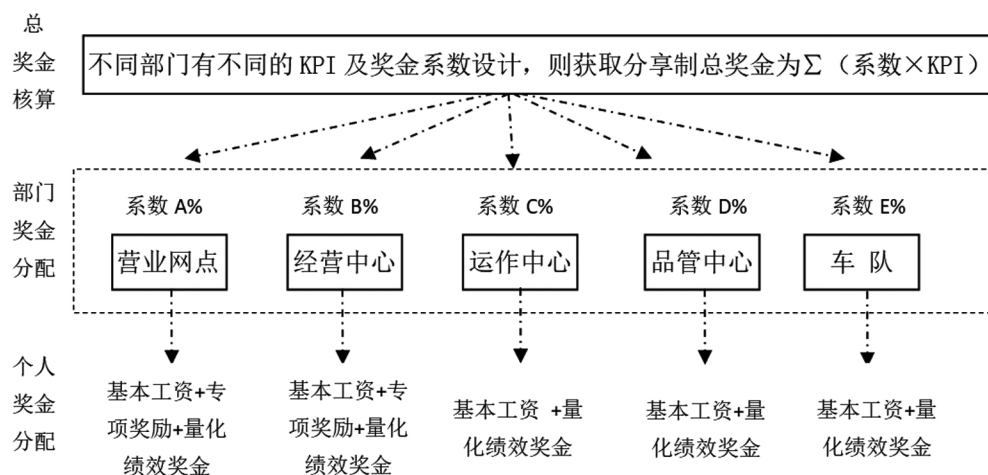 总
奖金
核算
不同部门有不同的 KPI 及奖金系数设计，则获取分享制总奖金为∑（系数×KPI）
部门
奖金
分配
系数 A%
系数 B%
系数 C%
系数 D%
系数 E%
营业网点
经营中心
运作中心
品管中心
车 队
个人
奖金
分配
基本工资+专
项奖励+量化
绩效奖金
基本工资+专
项奖励+量化
绩效奖金
基本工资 +量
化绩效奖金
基本工资+量
化绩效奖金
基本工资+量
化绩效奖金